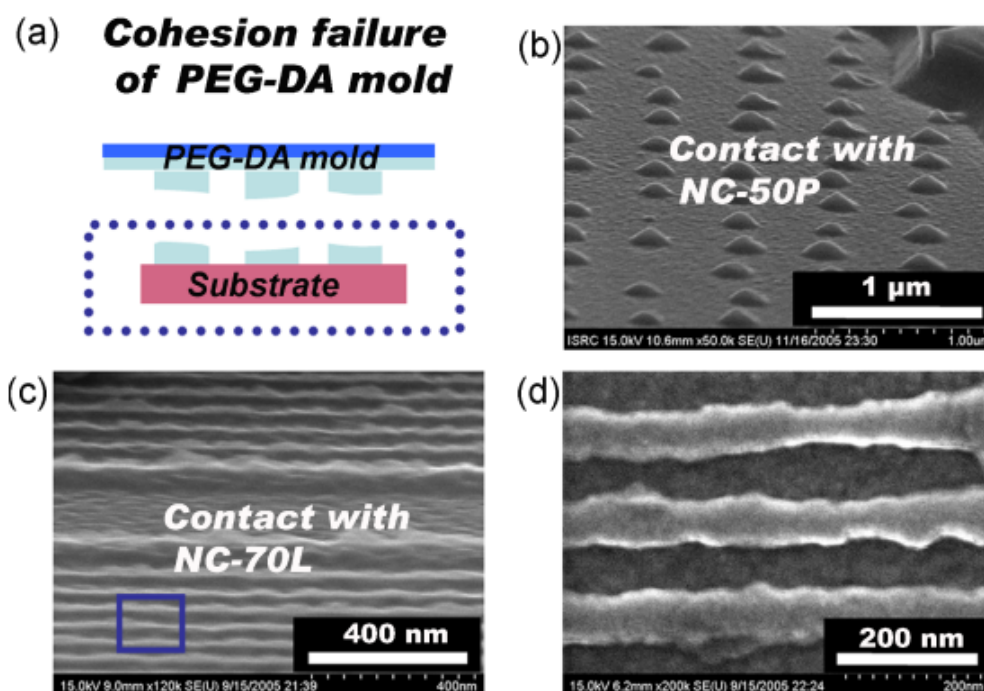 (a)
Cohesion failure
of PEG-DA mold
PEG-DA mold
Substrate
(b)
Contact with
NC-50P
1 μm
ISRC 15.0kV 10.6mm x50.0k SE(U) 11/16/2005 23:30 1.00um
(c)
Contact with
NC-70L
400 nm
15.0kV 9.0mm x120k SE(U) 9/15/2005 21:39 400nm
(d)
200 nm
15.0kV 6.2mm x200k SE(U) 9/15/2005 22:24 200nm